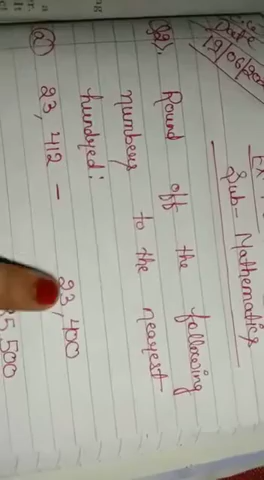 Date
12/06/20
Sub- Mathematics
Q2). Round off the following
numbers to the nearest
hundred:
(a) 23, 412 - 23, 400
5, 500